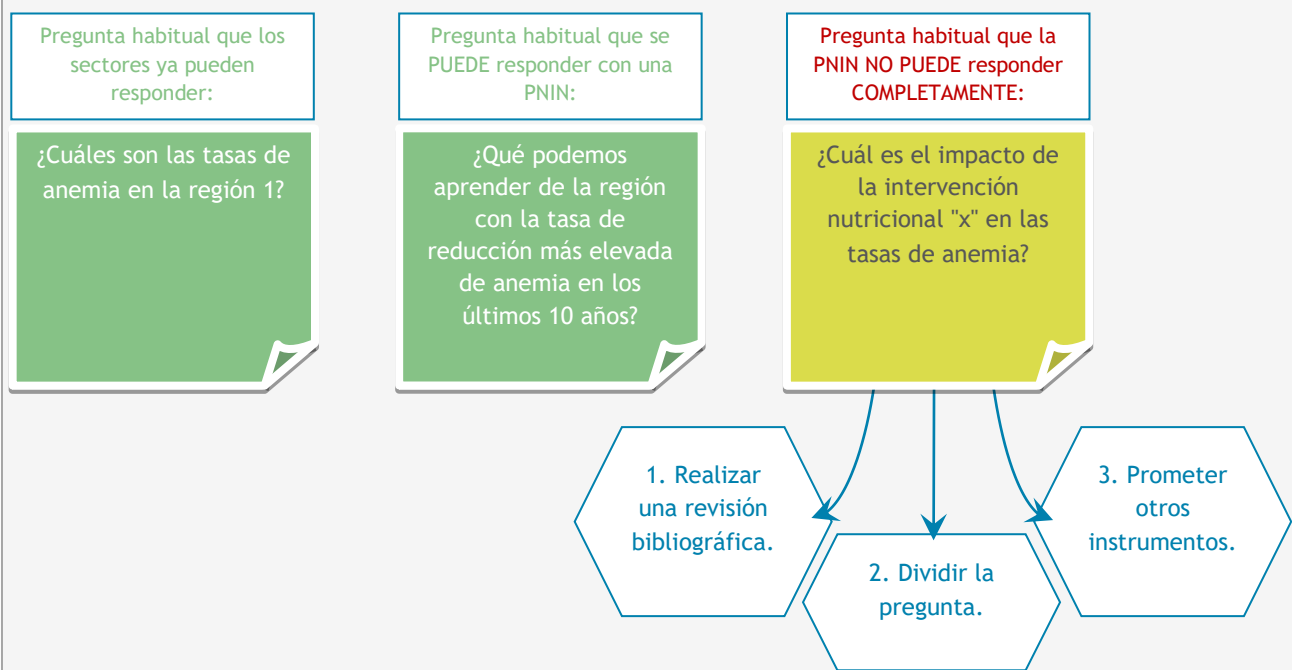 Pregunta habitual que los
sectores ya pueden
responder:
¿Cuáles son las tasas de
anemia en la región 1?
Pregunta habitual que se
PUEDE responder con una
PNIN:
¿Qué podemos
aprender de la región
con la tasa de
reducción más elevada
de anemia en los
últimos 10 años?
Pregunta habitual que la
PNIN NO PUEDE responder
COMPLETAMENTE:
¿Cuál es el impacto de
la intervención
nutricional "x" en las
tasas de anemia?
1. Realizar
una revisión
bibliográfica.
2. Dividir la
pregunta.
3. Prometer
otros
instrumentos.